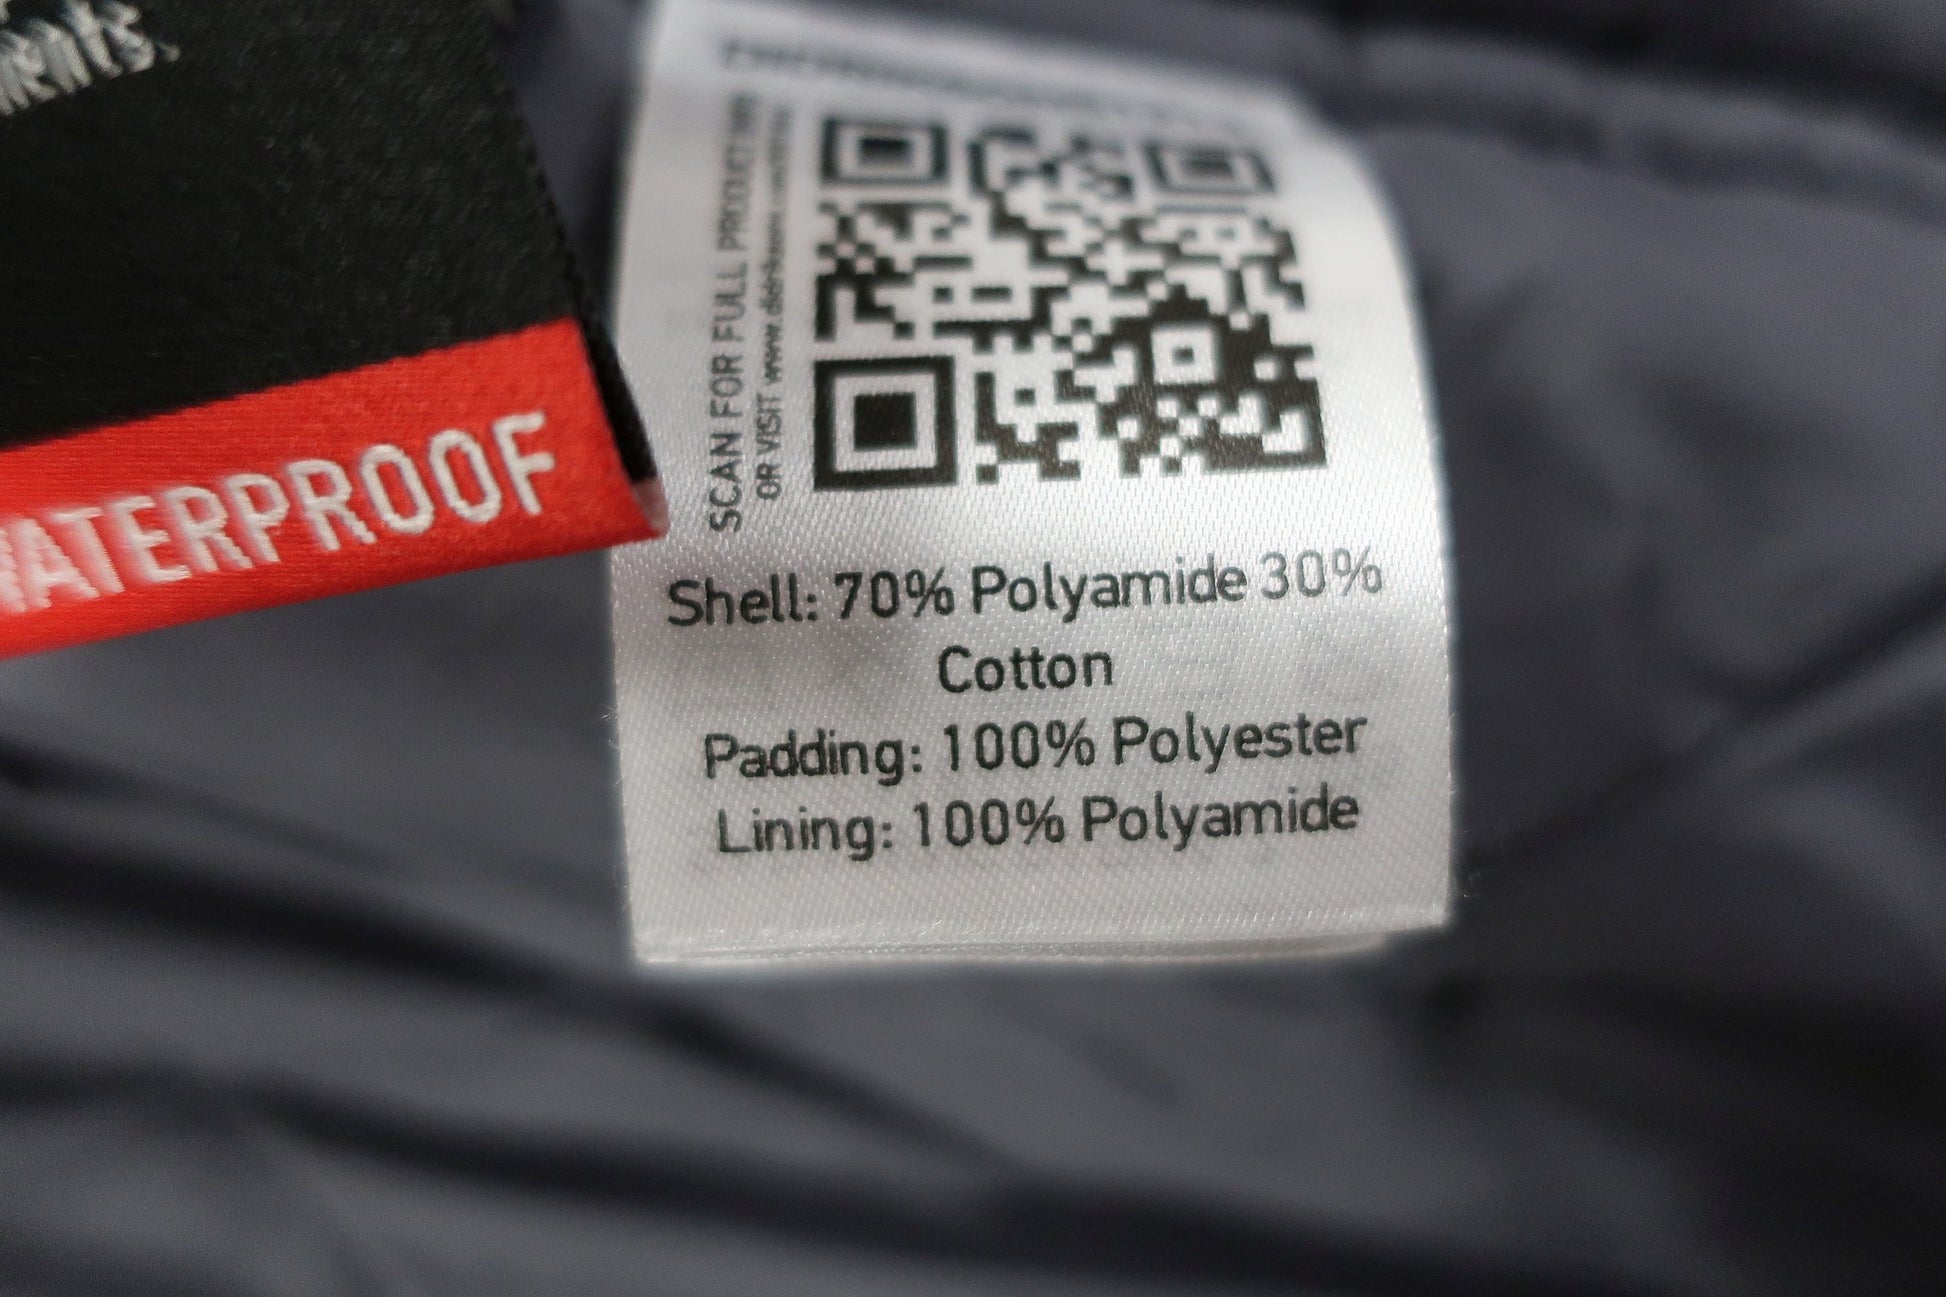 WATERPROOF
SCAN FOR FULL PRODUCT INFO
OR VISIT
Shell: 70% Polyamide 30%
Cotton
Padding: 100% Polyester
Lining: 100% Polyamide